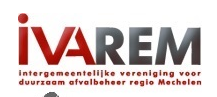 iVAREM
intergemeentelijke vereniging voor
duurzaam afvalbeheer regio Mechelen